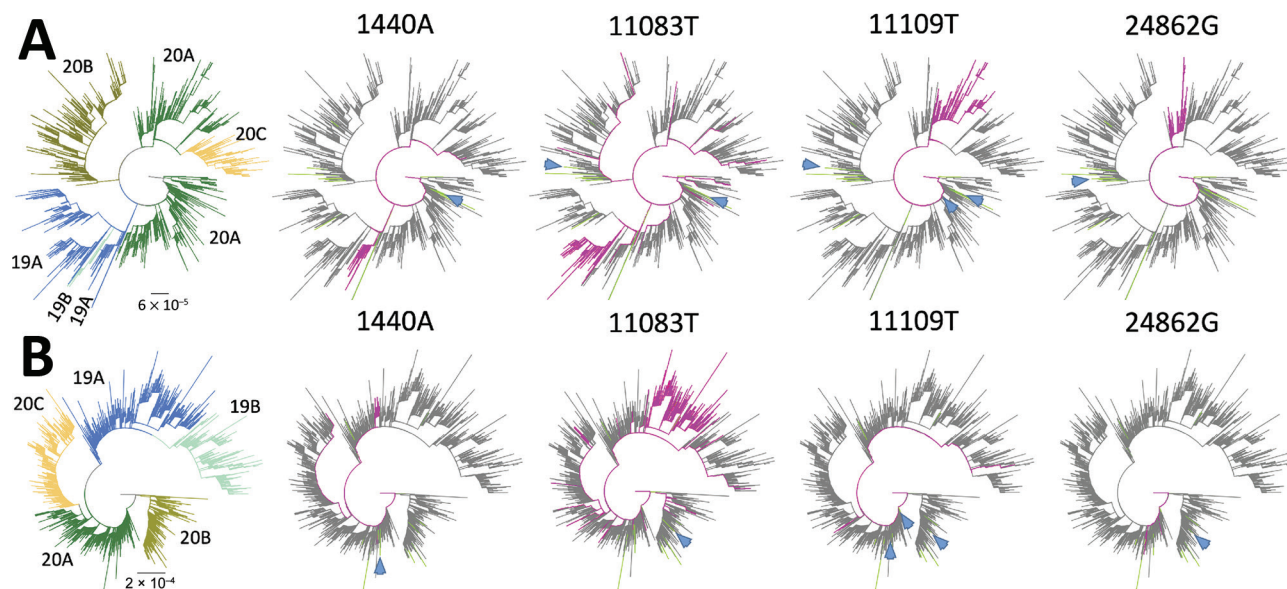 A
1440A 11083T 11109T 24862G
20B 20A
20C
20A
19A
19B
19A
6 × 10⁻⁵
B
1440A 11083T 11109T 24862G
19A
20C 19B
20B
20A
2 × 10⁻⁴